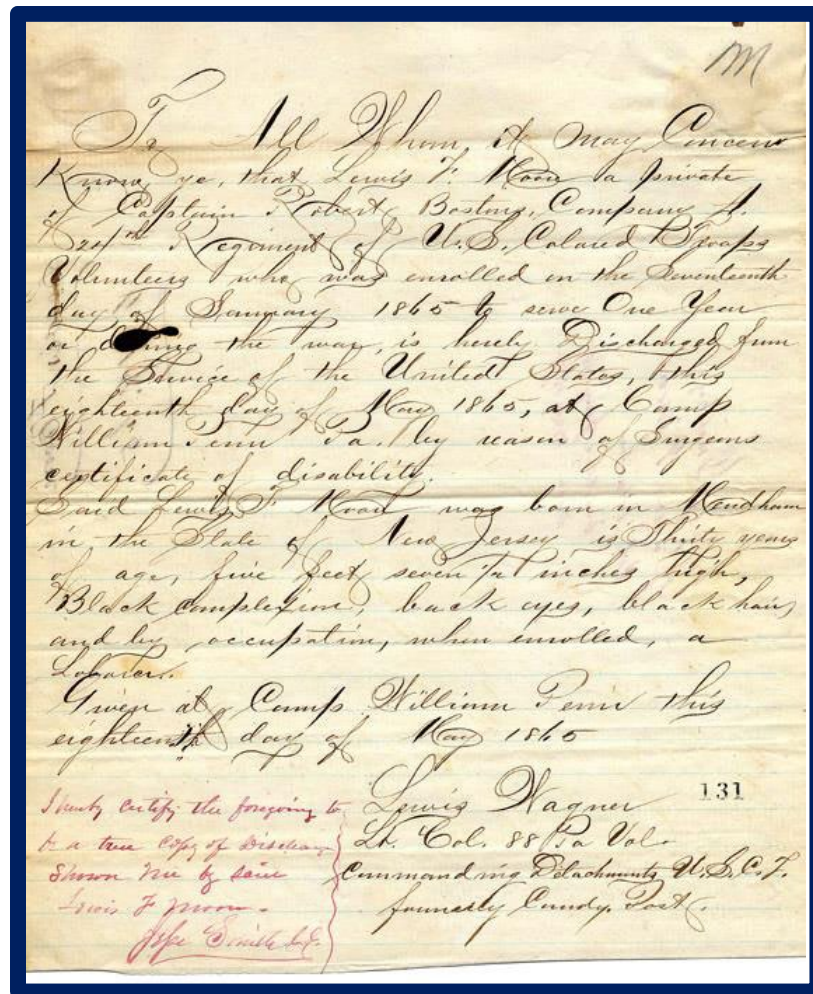 M
To All Whom it may Concern
Know ye, that Lewis F. Moore a private
of Captain Robert Bostons, Company A.
24th Regiment of U.S. Colored Troops
Volunteers who was enrolled on the Seventeenth
day of January 1865 to serve One Year
or during the war, is hereby Discharged from
the Service of the United States, this
eighteenth day of May 1865, at Camp
William Penn Pa. by reason of Surgeons
certificate of disability.
Said Lewis F Moore was born in Mendham
in the State of New Jersey is Thirty years
of age, five feet seven inches high,
Black complexion, back eyes, black hair,
and by occupation, when enrolled, a
Laborer.
Given at Camp William Penn this
eighteenth day of May 1865
Lewis Wagner 131
Lt. Col. 88 Pa Vol.
Commanding Detachments U.S.C.T.
formerly Comdg. Post.
I hereby certify the foregoing to
be a true copy of Discharge
Shown me by said
Lewis F Moore.
Smith